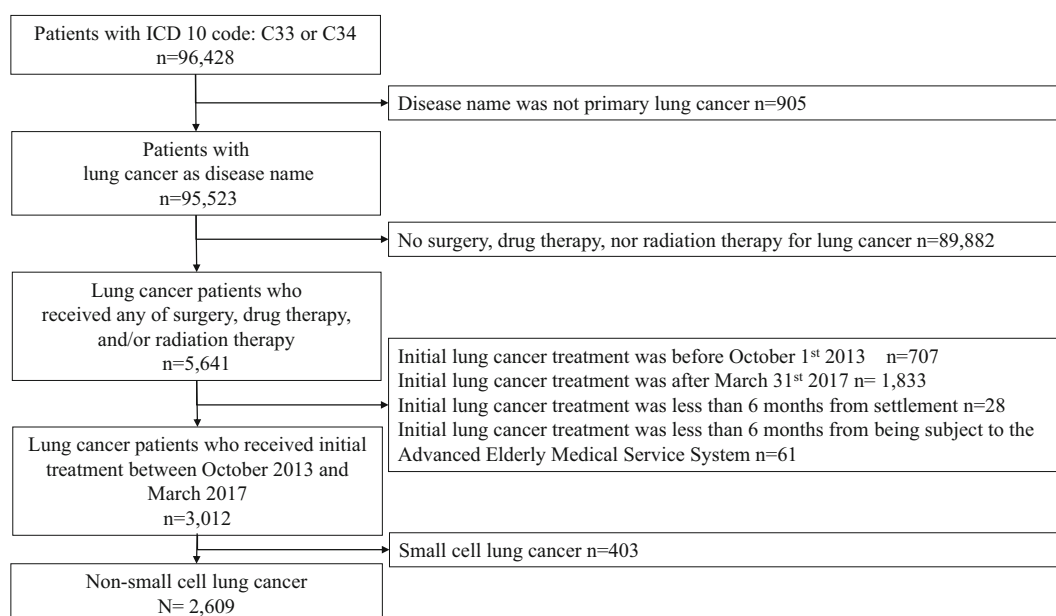 Patients with ICD 10 code: C33 or C34
n=96,428
Disease name was not primary lung cancer n=905
Patients with
lung cancer as disease name
n=95,523
No surgery, drug therapy, nor radiation therapy for lung cancer n=89,882
Lung cancer patients who
received any of surgery, drug therapy,
and/or radiation therapy
n=5,641
Initial lung cancer treatment was before October 1st 2013 n=707
Initial lung cancer treatment was after March 31st 2017 n= 1,833
Initial lung cancer treatment was less than 6 months from settlement n=28
Initial lung cancer treatment was less than 6 months from being subject to the
Advanced Elderly Medical Service System n=61
Lung cancer patients who received initial
treatment between October 2013 and
March 2017
n=3,012
Small cell lung cancer n=403
Non-small cell lung cancer
N= 2,609